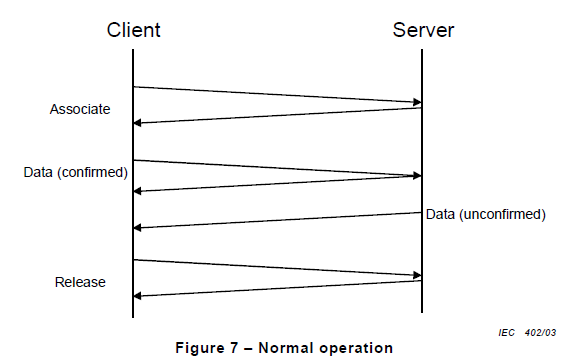 Client
Server
Associate
Data (confirmed)
Data (unconfirmed)
Release
IEC 402/03
Figure 7 – Normal operation